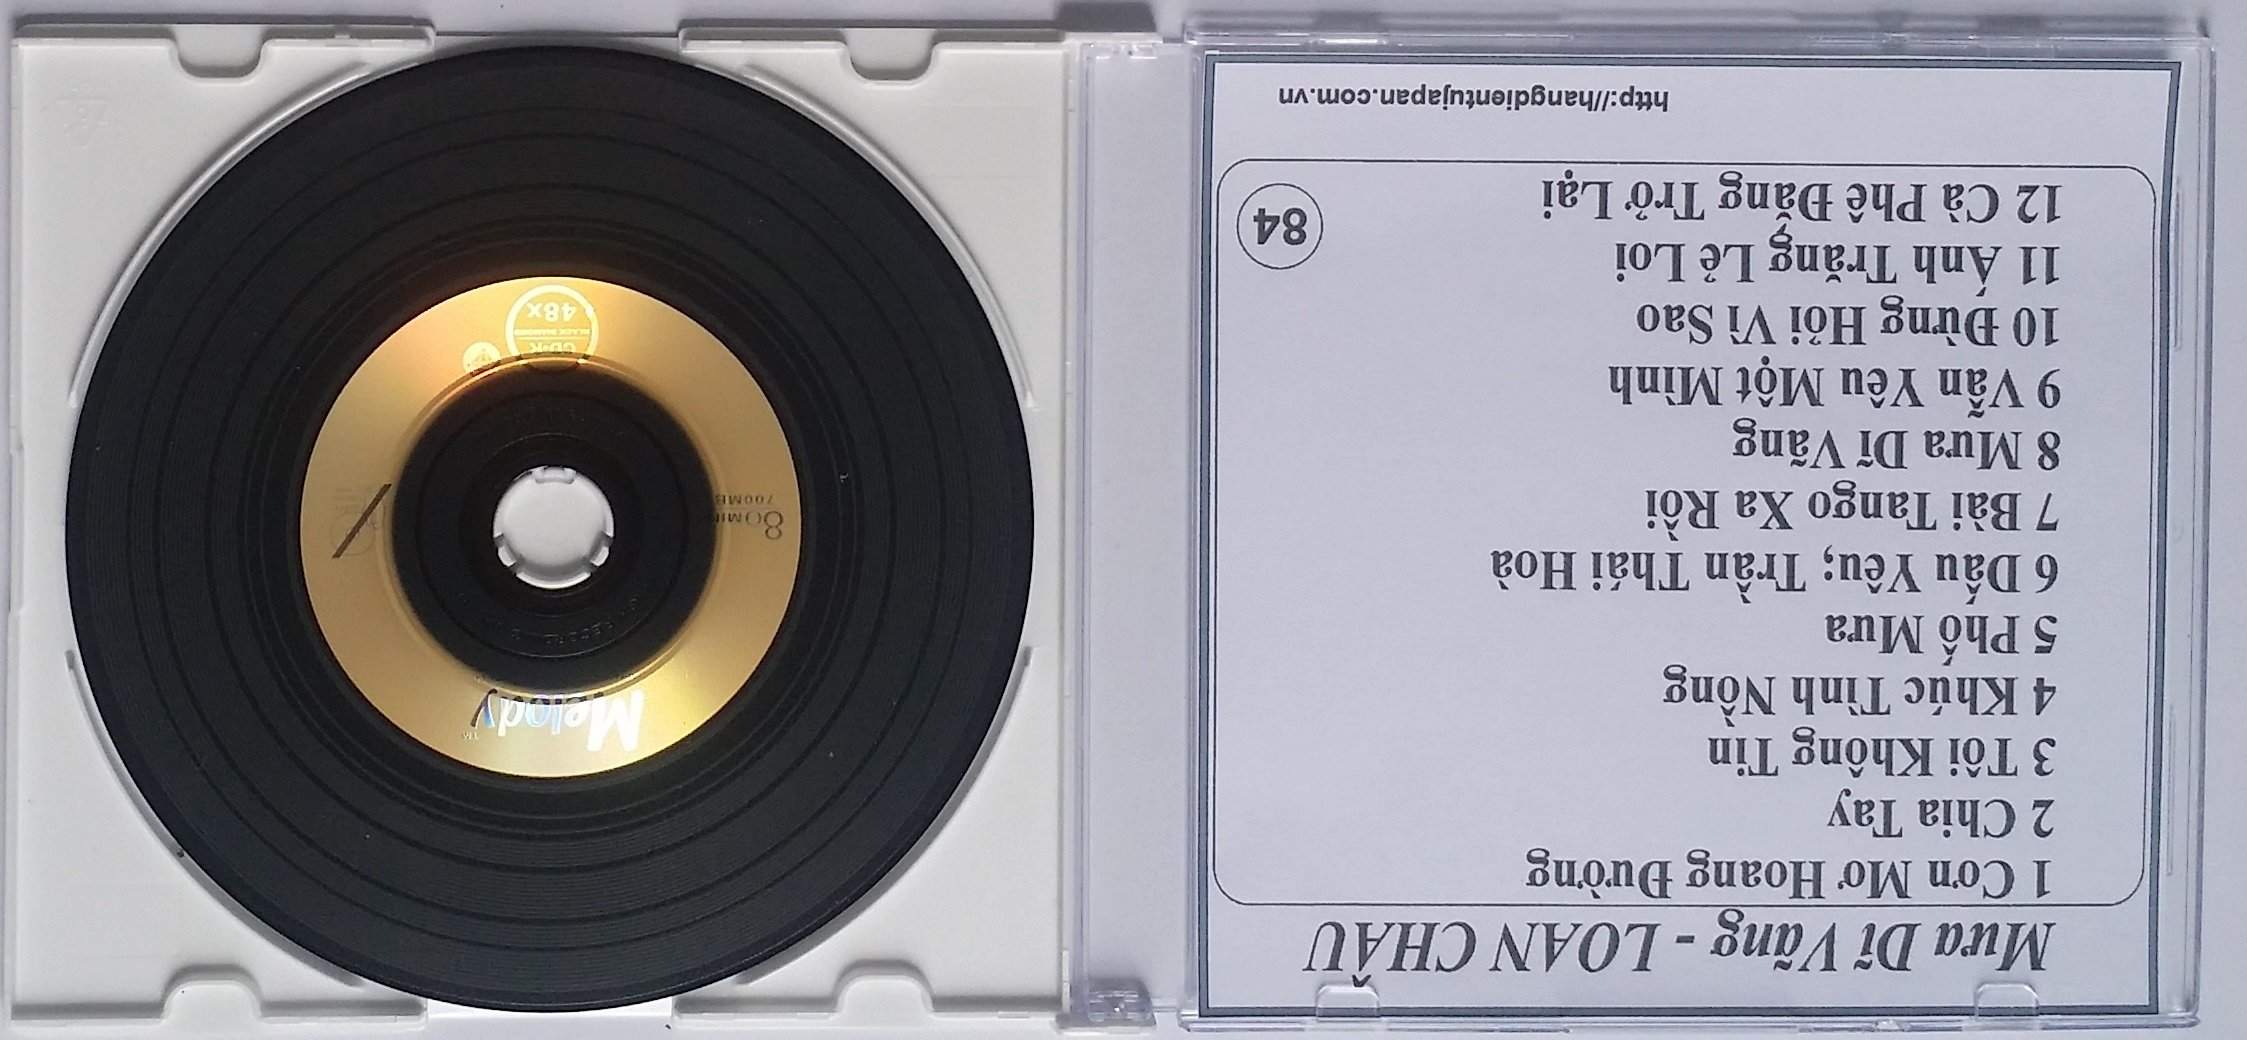 Mưa Dĩ Vãng - LOAN CHÂU
1 Cơn Mơ Hoang Đường
2 Chia Tay
3 Tôi Không Tin
4 Khúc Tình Nồng
5 Phố Mưa
6 Dấu Yêu; Trần Thái Hoà
7 Bài Tango Xa Rồi
8 Mưa Dĩ Vãng
9 Vẫn Yêu Một Mình
10 Đừng Hỏi Vì Sao
11 Ánh Trăng Lẻ Loi
12 Cà Phê Đắng Trở Lại
84
http://hangdientujapan.com.vn
Melody
TM
80MIN
700MB
CD-R
BLACK DIAMOND
48x